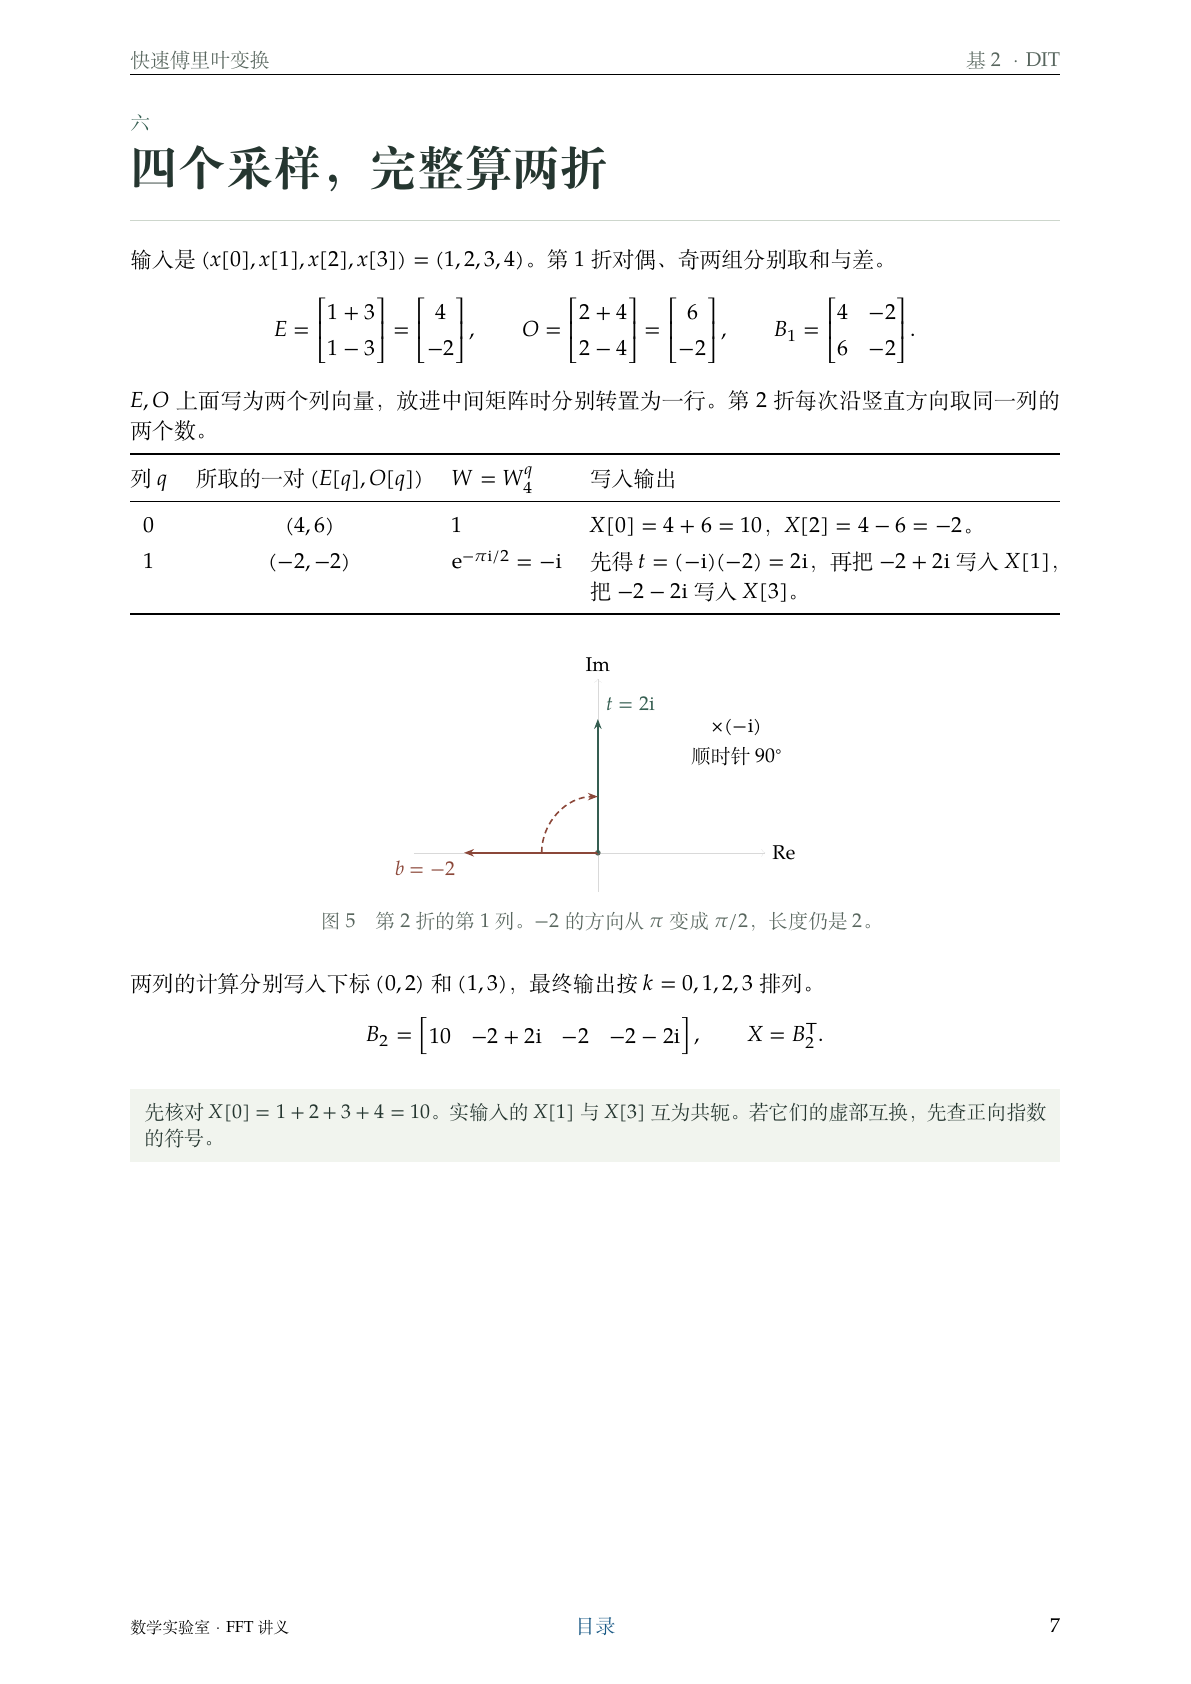 快速傅里叶变换 基 2 · DIT
六
四个采样，完整算两折
输入是 (x[0], x[1], x[2], x[3]) = (1, 2, 3, 4)。第 1 折对偶、奇两组分别取和与差。
E = [1 + 3; 1 − 3] = [4; −2], O = [2 + 4; 2 − 4] = [6; −2], B₁ = [4 −2; 6 −2].
E, O 上面写为两个列向量，放进中间矩阵时分别转置为一行。第 2 折每次沿竖直方向取同一列的
两个数。
列 q 所取的一对 (E[q], O[q]) W = W₄^q 写入输出
0 (4, 6) 1 X[0] = 4 + 6 = 10，X[2] = 4 − 6 = −2。
1 (−2, −2) e^{−πi/2} = −i 先得 t = (−i)(−2) = 2i，再把 −2 + 2i 写入 X[1]，
把 −2 − 2i 写入 X[3]。
Im
t = 2i
×(−i)
顺时针 90°
Re
b = −2
图 5 第 2 折的第 1 列。−2 的方向从 π 变成 π/2，长度仍是 2。
两列的计算分别写入下标 (0, 2) 和 (1, 3)，最终输出按 k = 0, 1, 2, 3 排列。
B₂ = [10 −2 + 2i −2 −2 − 2i], X = B₂^T.
先核对 X[0] = 1 + 2 + 3 + 4 = 10。实输入的 X[1] 与 X[3] 互为共轭。若它们的虚部互换，先查正向指数
的符号。
数学实验室 · FFT 讲义 目录 7